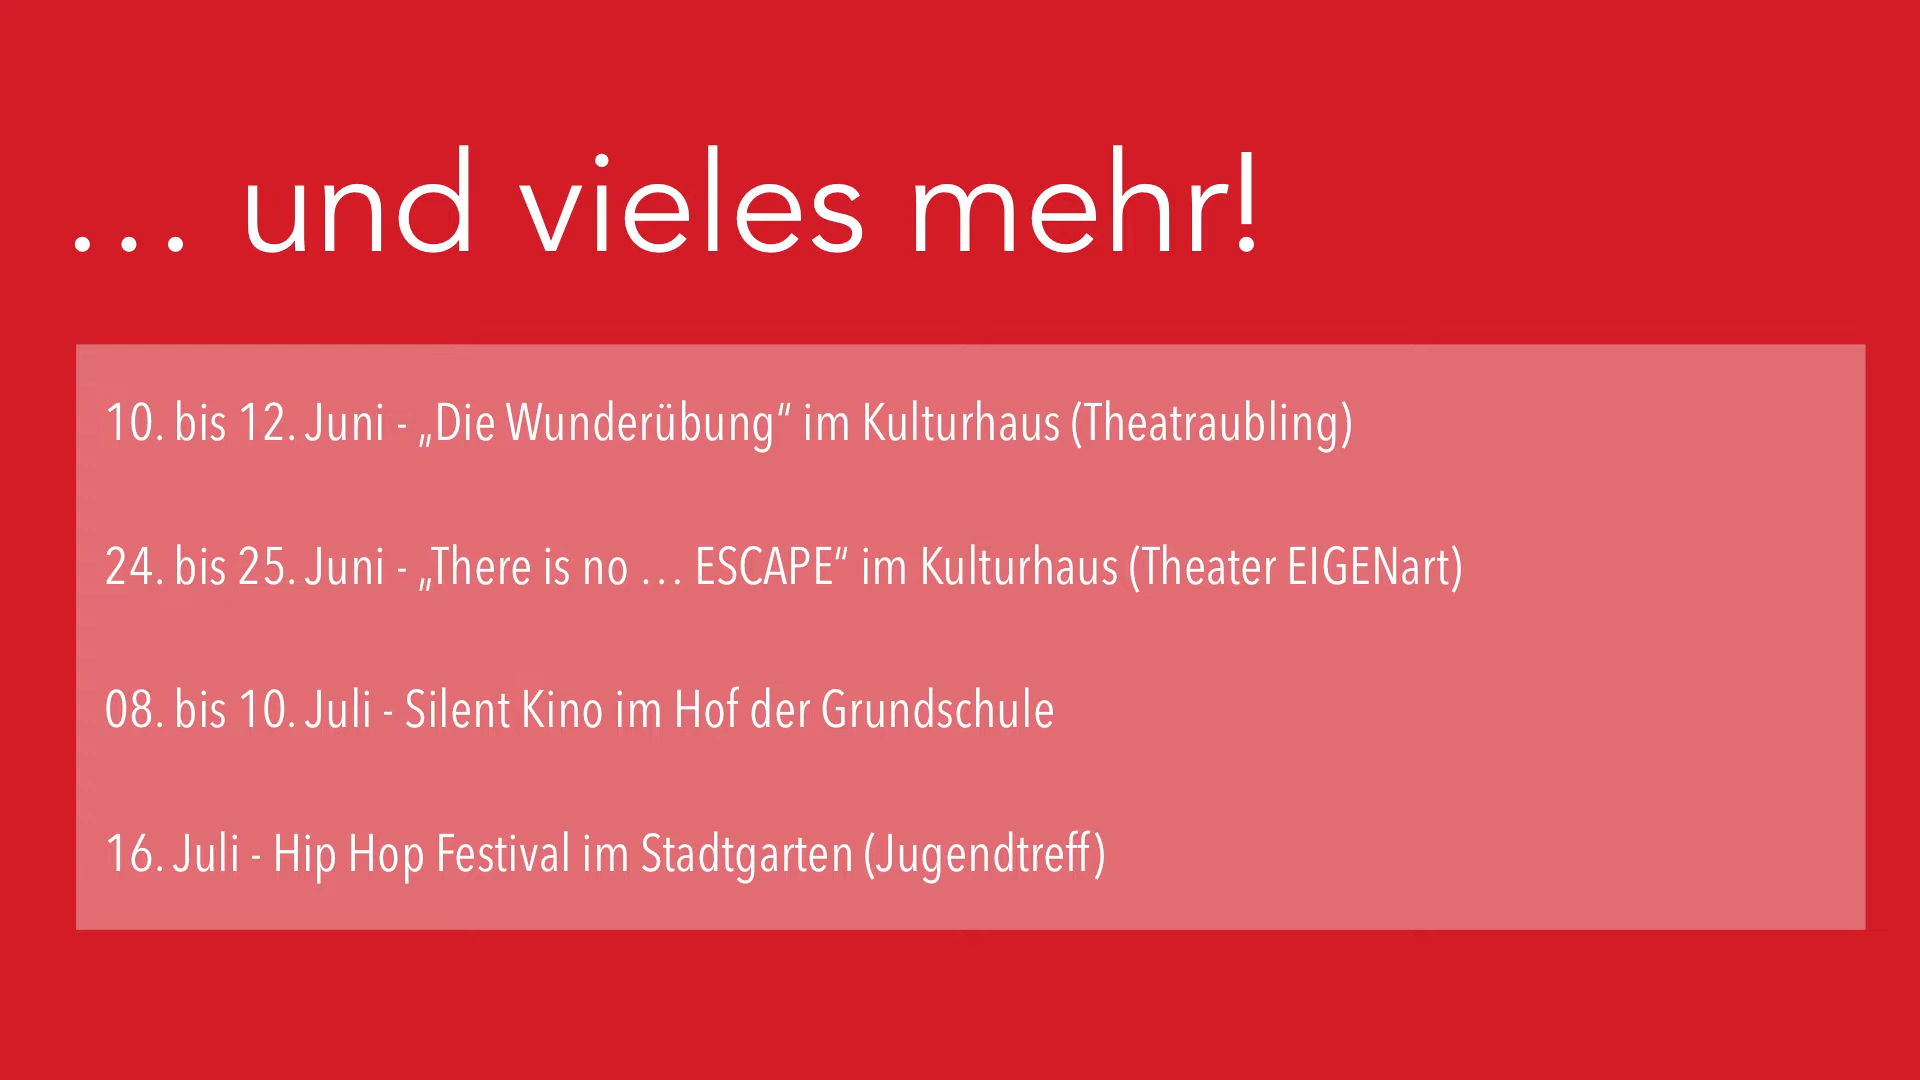 … und vieles mehr!
10. bis 12. Juni - „Die Wunderübung“ im Kulturhaus (Theatraubling)
24. bis 25. Juni - „There is no … ESCAPE“ im Kulturhaus (Theater EIGENart)
08. bis 10. Juli - Silent Kino im Hof der Grundschule
16. Juli - Hip Hop Festival im Stadtgarten (Jugendtreff)